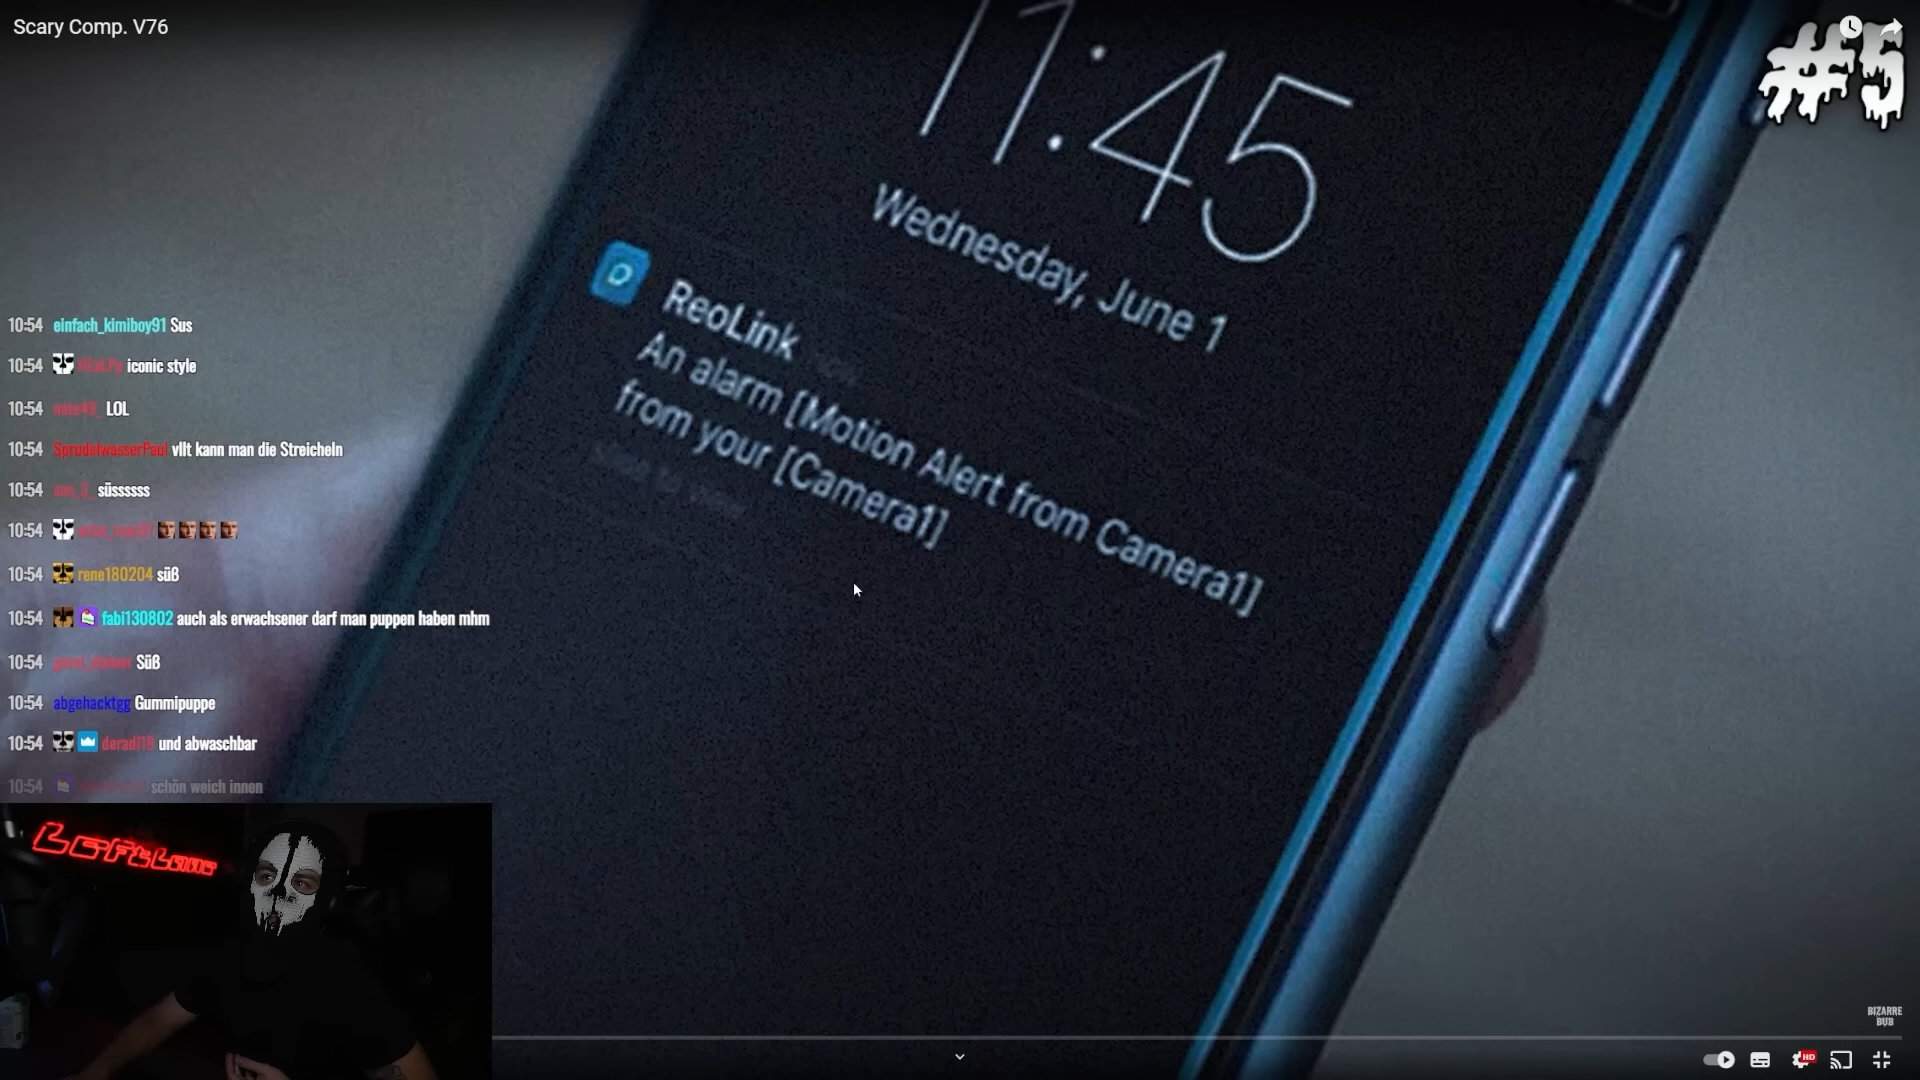 Scary Comp. V76
#5
11:45
Wednesday, June 1
ReoLink
An alarm [Motion Alert from Camera1]
from your [Camera1]
10:54 einfach_kimiboy91 Sus
10:54 iconic style
10:54 LOL
10:54 SprudelwasserPaul vllt kann man die Streicheln
10:54 süssssss
10:54
10:54 rene180204 süß
10:54 fabi130802 auch als erwachsener darf man puppen haben mhm
10:54 Süß
10:54 abgehacktgg Gummipuppe
10:54 deradi19 und abwaschbar
10:54 schön weich innen
BIZARRE
BUB
HD